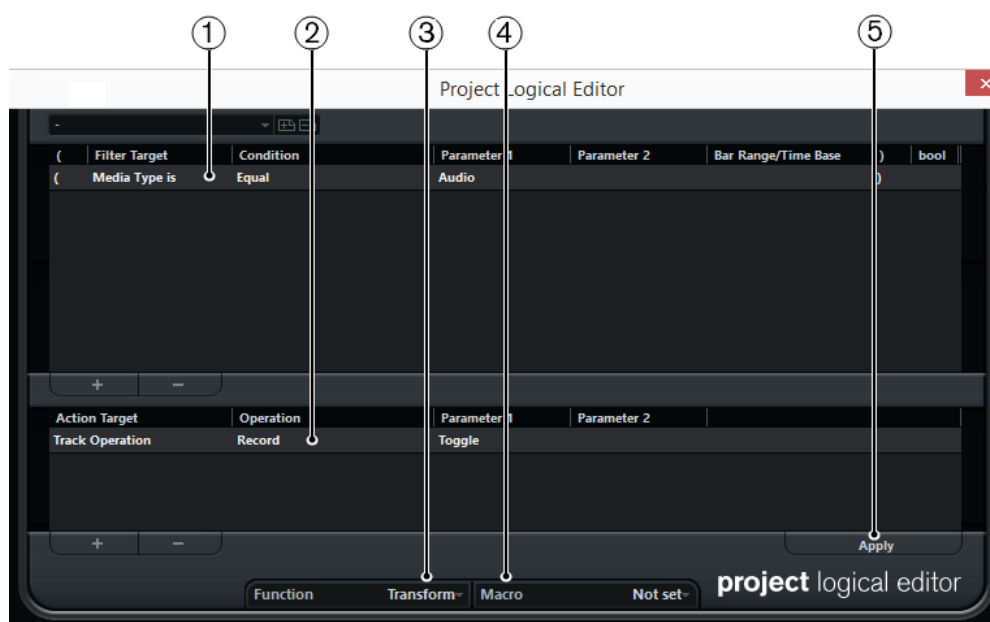 1 2 3 4 5
Project Logical Editor
-
( Filter Target Condition Parameter 1 Parameter 2 Bar Range/Time Base ) bool
( Media Type is Equal Audio )
+ −
Action Target Operation Parameter 1 Parameter 2
Track Operation Record Toggle
+ − Apply
Function Transform Macro Not set project logical editor